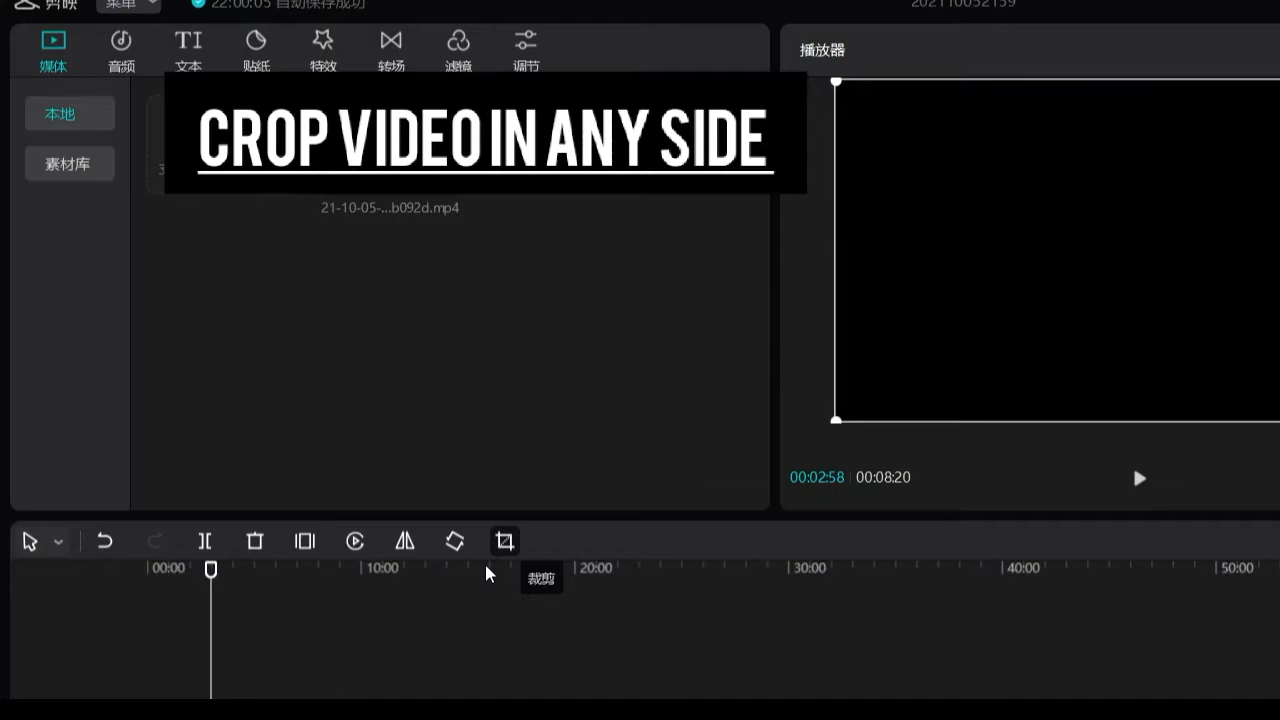 剪映 菜单 22:00:05 自动保存成功 202110052159
媒体 音频 文本 贴纸 特效 转场 滤镜 调节
播放器
本地
素材库
CROP VIDEO IN ANY SIDE
21-10-05-...b092d.mp4
00:02:58 00:08:20
00:00 10:00 20:00 30:00 40:00 50:00
裁剪